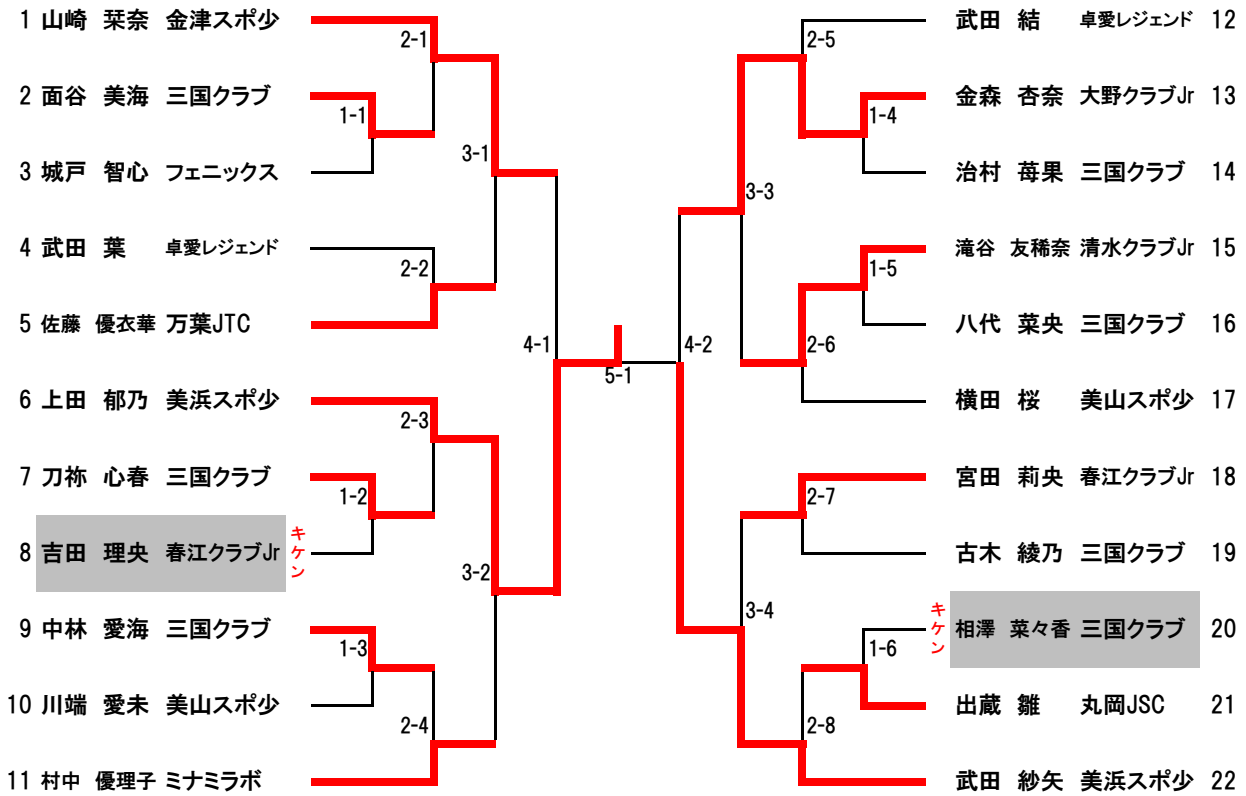 1 山崎 栞奈 金津スポ少
2 面谷 美海 三国クラブ
3 城戸 智心 フェニックス
4 武田 葉 卓愛レジェンド
5 佐藤 優衣華 万葉JTC
6 上田 郁乃 美浜スポ少
7 刀祢 心春 三国クラブ
8 吉田 理央 春江クラブJr キケン
9 中林 愛海 三国クラブ
10 川端 愛未 美山スポ少
11 村中 優理子 ミナミラボ
2-1
1-1
3-1
2-2
4-1
2-3
1-2
3-2
1-3
2-4
5-1
2-5
1-4
3-3
1-5
4-2
2-6
2-7
3-4
1-6
2-8
武田 結 卓愛レジェンド 12
金森 杏奈 大野クラブJr 13
治村 苺果 三国クラブ 14
滝谷 友稀奈 清水クラブJr 15
八代 菜央 三国クラブ 16
横田 桜 美山スポ少 17
宮田 莉央 春江クラブJr 18
古木 綾乃 三国クラブ 19
キケン 相澤 菜々香 三国クラブ 20
出蔵 雛 丸岡JSC 21
武田 紗矢 美浜スポ少 22